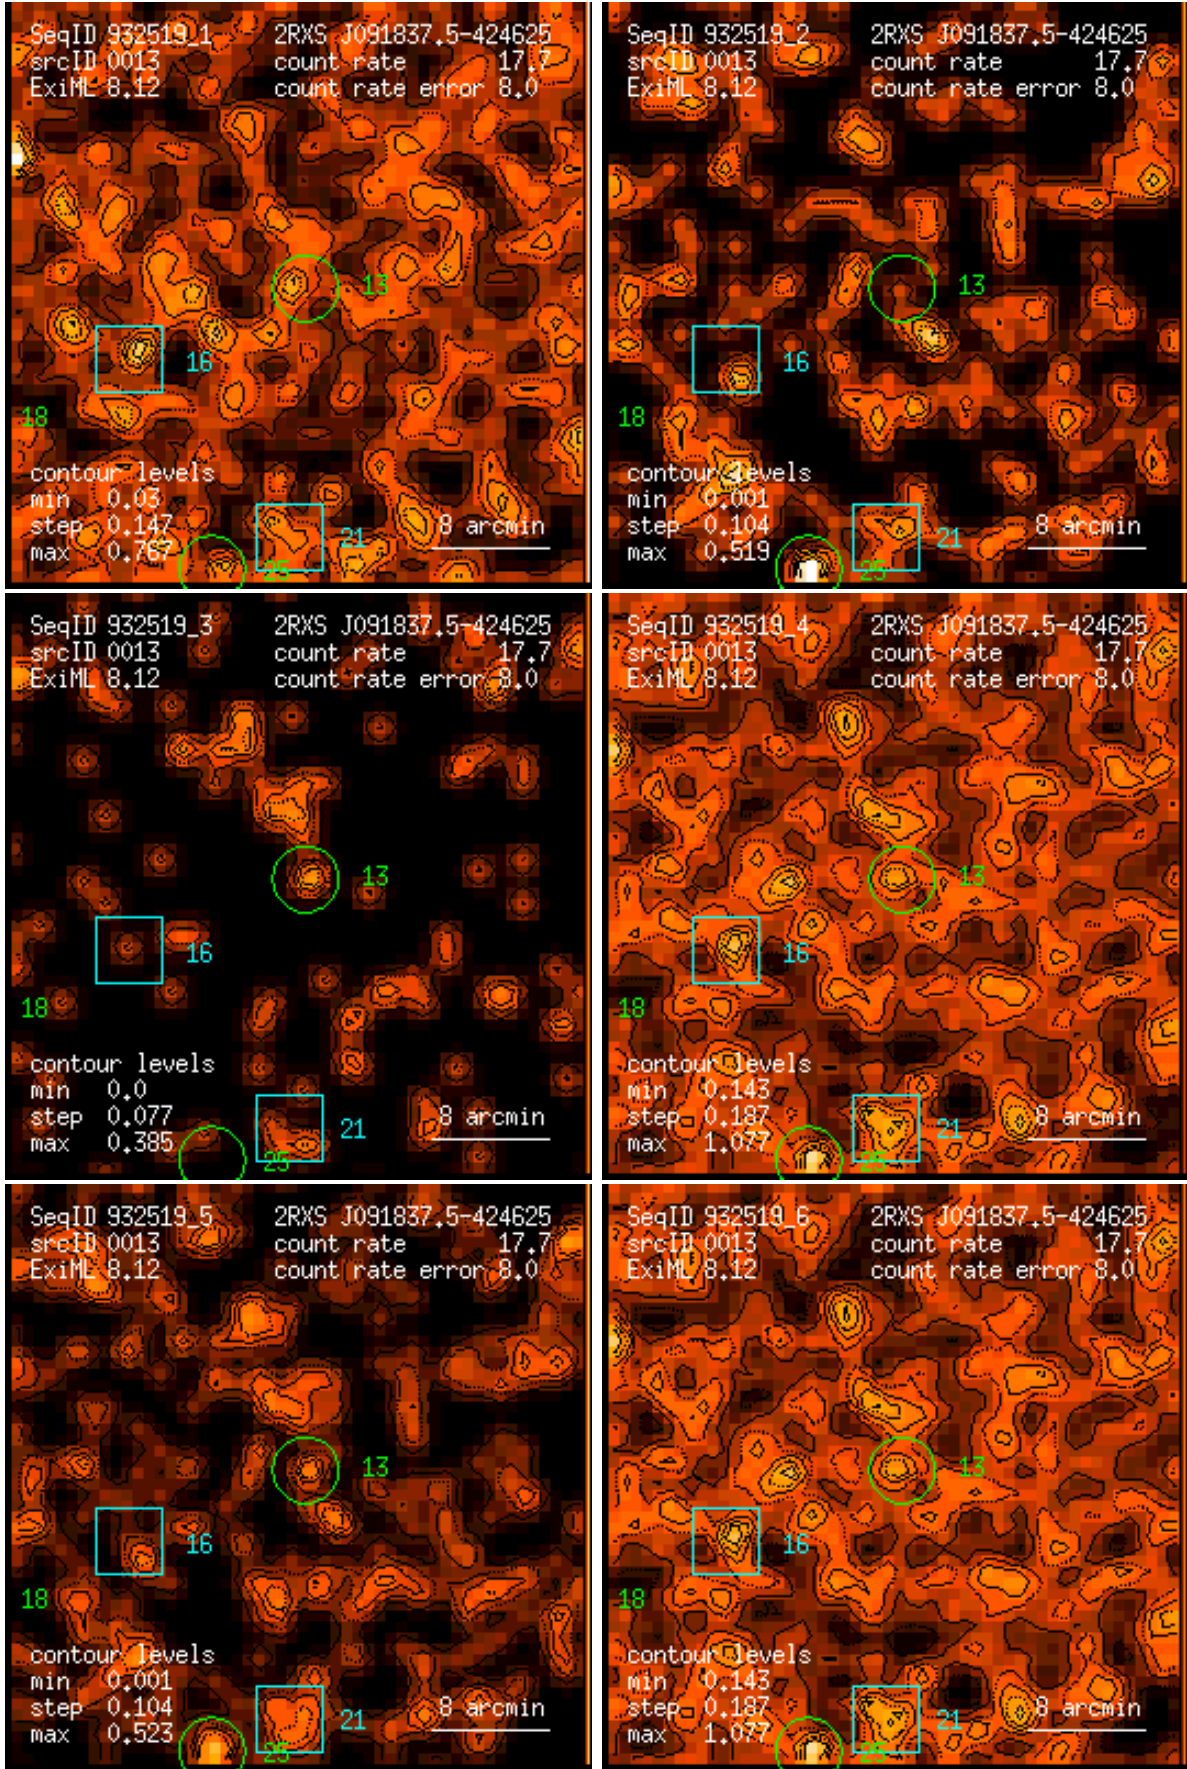 SeqID 932519_1 2RXS J091837.5-424625
srcID 0013 count rate 17.7
ExiML 8.12 count rate error 8.0
13
16
18
contour levels
min 0.03
step 0.147
max 0.767
21
8 arcmin
25
SeqID 932519_2 2RXS J091837.5-424625
srcID 0013 count rate 17.7
ExiML 8.12 count rate error 8.0
13
16
18
contour levels
min 0.001
step 0.104
max 0.519
21
8 arcmin
25
SeqID 932519_3 2RXS J091837.5-424625
srcID 0013 count rate 17.7
ExiML 8.12 count rate error 8.0
13
16
18
contour levels
min 0.0
step 0.077
max 0.385
21
8 arcmin
25
SeqID 932519_4 2RXS J091837.5-424625
srcID 0013 count rate 17.7
ExiML 8.12 count rate error 8.0
13
16
18
contour levels
min 0.143
step 0.187
max 1.077
21
8 arcmin
25
SeqID 932519_5 2RXS J091837.5-424625
srcID 0013 count rate 17.7
ExiML 8.12 count rate error 8.0
13
16
18
contour levels
min 0.001
step 0.104
max 0.523
21
8 arcmin
25
SeqID 932519_6 2RXS J091837.5-424625
srcID 0013 count rate 17.7
ExiML 8.12 count rate error 8.0
13
16
18
contour levels
min 0.143
step 0.187
max 1.077
21
8 arcmin
25